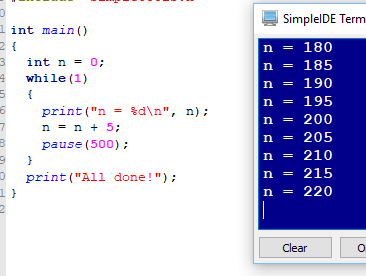 int main()
{
int n = 0;
while(1)
{
print("n = %d\n", n);
n = n + 5;
pause(500);
}
print("All done!");
}
SimpleIDE Term
n = 180
n = 185
n = 190
n = 195
n = 200
n = 205
n = 210
n = 215
n = 220
Clear